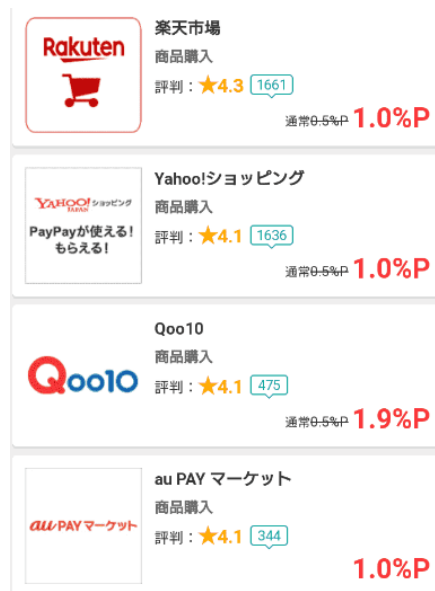 Rakuten
楽天市場
商品購入
評判：★4.3 1661
通常0.5%P 1.0%P
YAHOO! ショッピング
JAPAN
PayPayが使える!
もらえる!
Yahoo!ショッピング
商品購入
評判：★4.1 1636
通常0.5%P 1.0%P
Qoo10
Qoo10
商品購入
評判：★4.1 475
通常0.5%P 1.9%P
au PAY マーケット
au PAY マーケット
商品購入
評判：★4.1 344
1.0%P